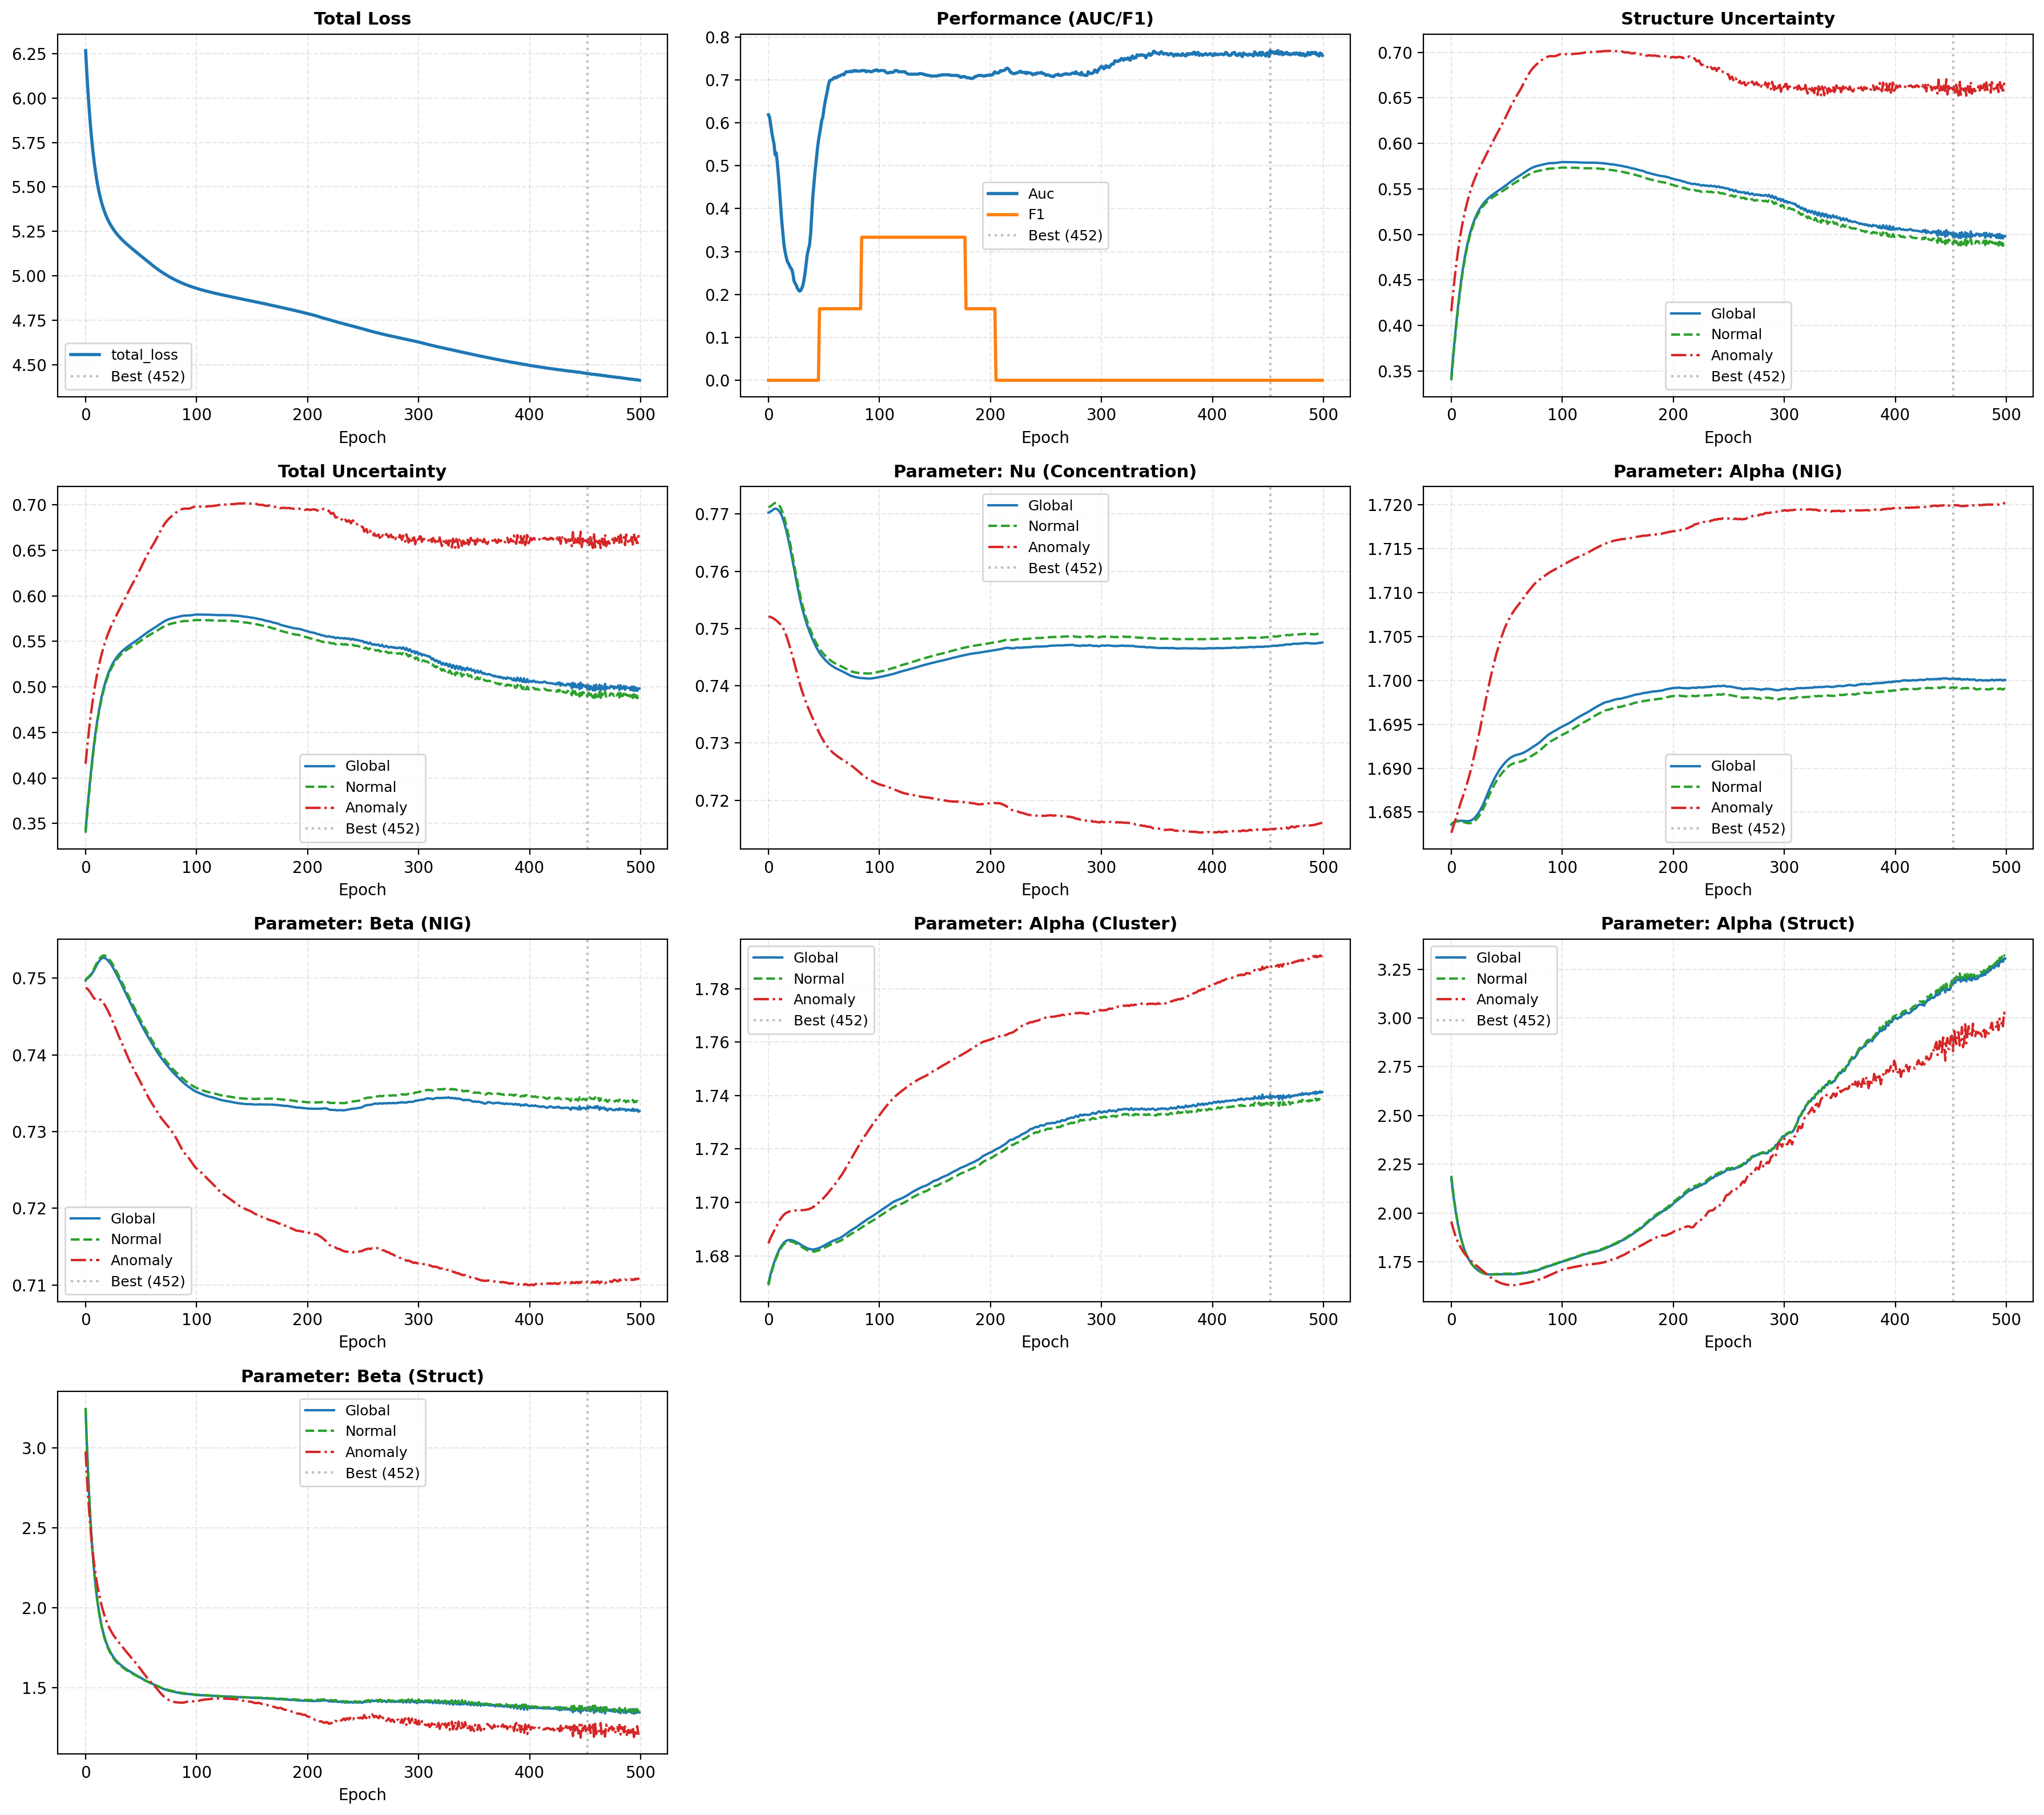 Total Loss
6.25
6.00
5.75
5.50
5.25
5.00
4.75
4.50
total_loss
Best (452)
0 100 200 300 400 500
Epoch
Performance (AUC/F1)
0.8
0.7
0.6
0.5
0.4
0.3
0.2
0.1
0.0
Auc
F1
Best (452)
0 100 200 300 400 500
Epoch
Structure Uncertainty
0.70
0.65
0.60
0.55
0.50
0.45
0.40
0.35
Global
Normal
Anomaly
Best (452)
0 100 200 300 400 500
Epoch
Total Uncertainty
0.70
0.65
0.60
0.55
0.50
0.45
0.40
0.35
Global
Normal
Anomaly
Best (452)
0 100 200 300 400 500
Epoch
Parameter: Nu (Concentration)
0.77
0.76
0.75
0.74
0.73
0.72
Global
Normal
Anomaly
Best (452)
0 100 200 300 400 500
Epoch
Parameter: Alpha (NIG)
1.720
1.715
1.710
1.705
1.700
1.695
1.690
1.685
Global
Normal
Anomaly
Best (452)
0 100 200 300 400 500
Epoch
Parameter: Beta (NIG)
0.75
0.74
0.73
0.72
0.71
Global
Normal
Anomaly
Best (452)
0 100 200 300 400 500
Epoch
Parameter: Alpha (Cluster)
1.78
1.76
1.74
1.72
1.70
1.68
Global
Normal
Anomaly
Best (452)
0 100 200 300 400 500
Epoch
Parameter: Alpha (Struct)
3.25
3.00
2.75
2.50
2.25
2.00
1.75
Global
Normal
Anomaly
Best (452)
0 100 200 300 400 500
Epoch
Parameter: Beta (Struct)
3.0
2.5
2.0
1.5
Global
Normal
Anomaly
Best (452)
0 100 200 300 400 500
Epoch